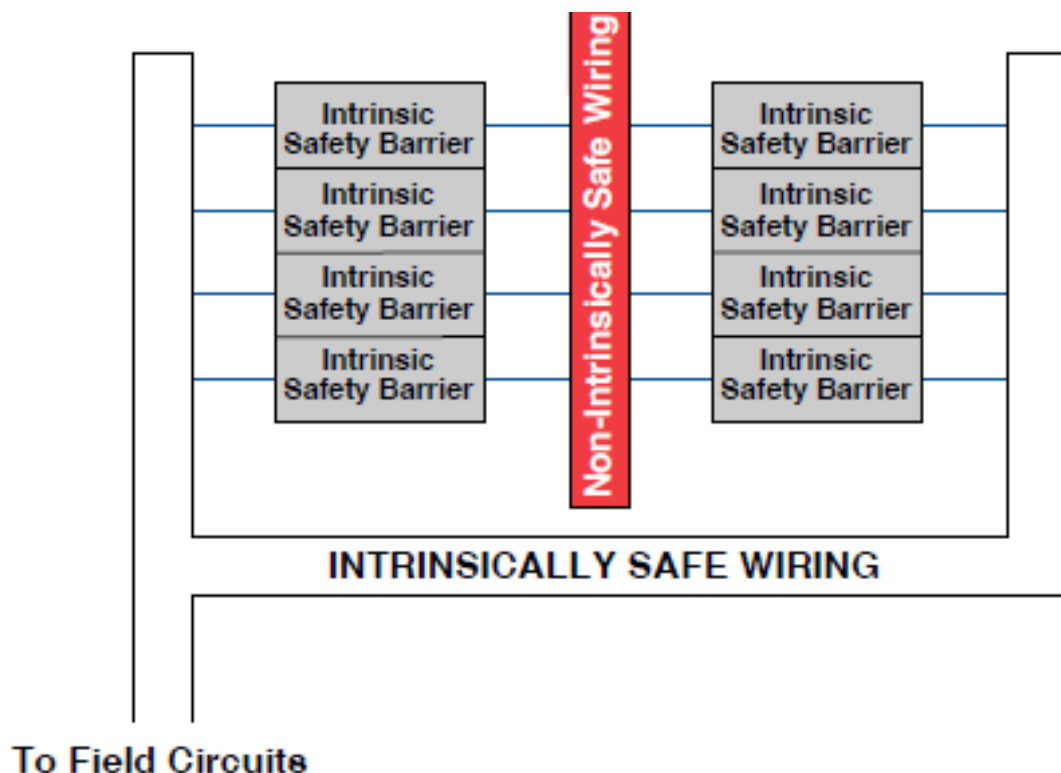 Intrinsic
Safety Barrier
Intrinsic
Safety Barrier
Intrinsic
Safety Barrier
Intrinsic
Safety Barrier
Non-Intrinsically Safe Wiring
Intrinsic
Safety Barrier
Intrinsic
Safety Barrier
Intrinsic
Safety Barrier
Intrinsic
Safety Barrier
INTRINSICALLY SAFE WIRING
To Field Circuits